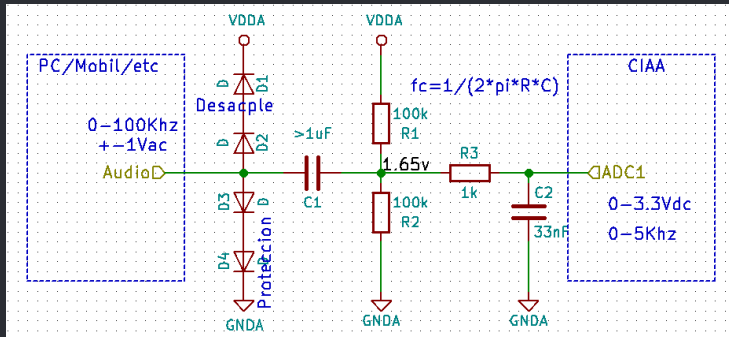 VDDA
VDDA
PC/Mobil/etc
CIAA
D
D1
fc=1/(2*pi*R*C)
Desacple
100k
R1
0-100Khz
+-1Vac
D
D2
>1uF
Audio
1.65v
R3
ADC1
C1
1k
D3
D
100k
R2
C2
33nF
0-3.3Vdc
0-5Khz
D4
Proteccion
GNDA
GNDA
GNDA